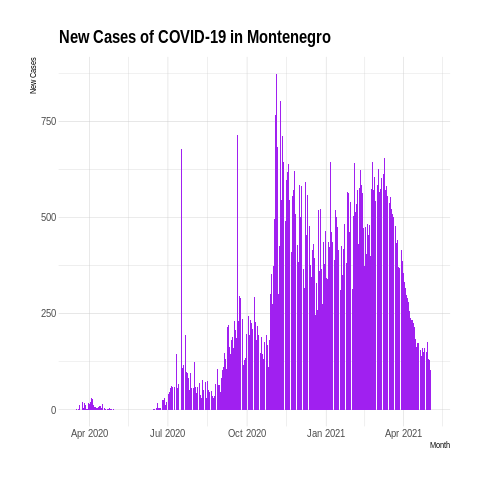 New Cases of COVID-19 in Montenegro
New Cases
750
500
250
0
Apr 2020 Jul 2020 Oct 2020 Jan 2021 Apr 2021
Month